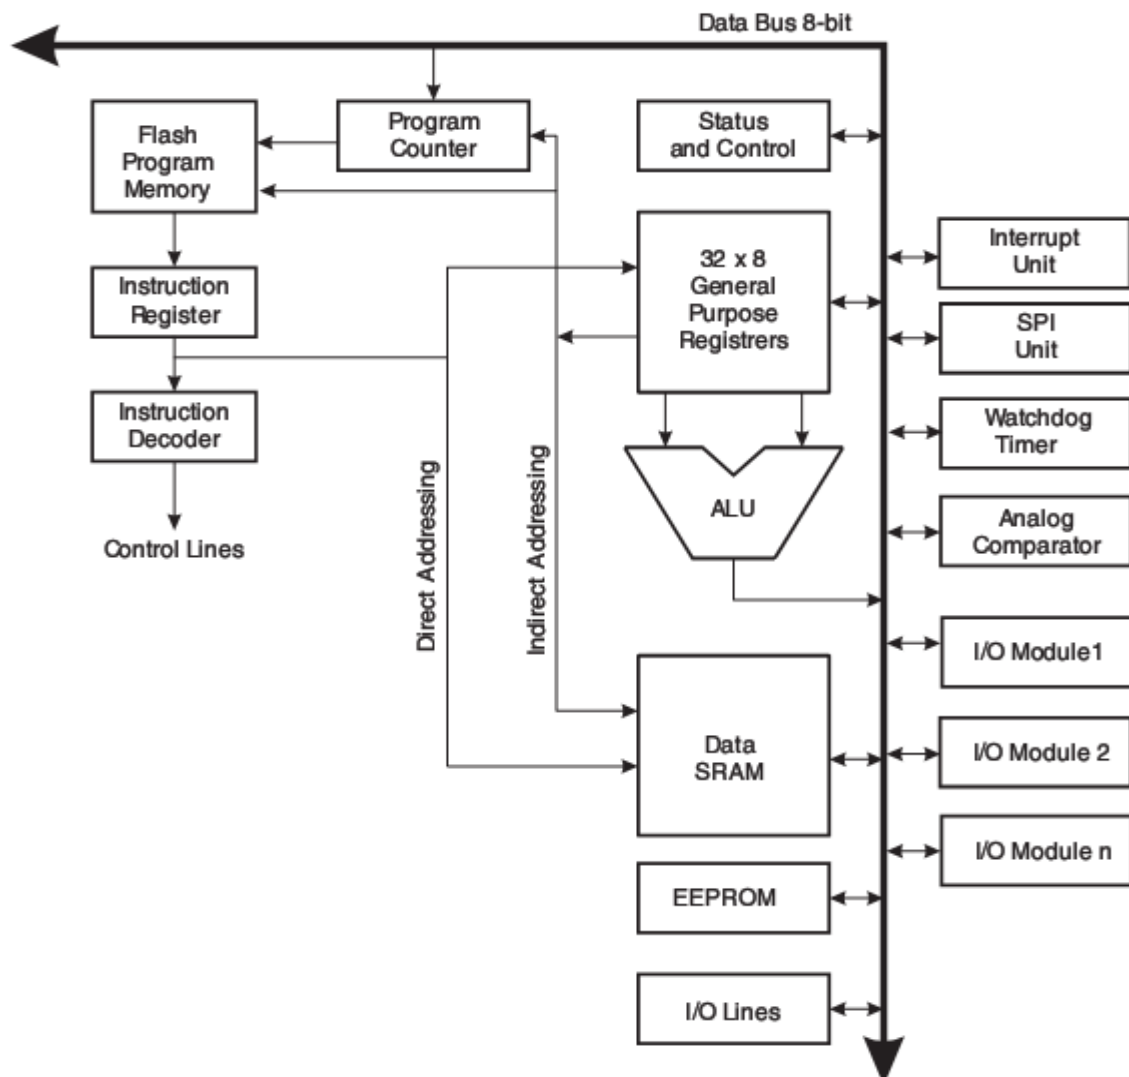 Data Bus 8-bit
Flash
Program
Memory
Program
Counter
Status
and Control
Instruction
Register
32 x 8
General
Purpose
Registrers
Interrupt
Unit
SPI
Unit
Instruction
Decoder
Watchdog
Timer
Control Lines
Direct Addressing
Indirect Addressing
ALU
Analog
Comparator
I/O Module1
Data
SRAM
I/O Module 2
I/O Module n
EEPROM
I/O Lines